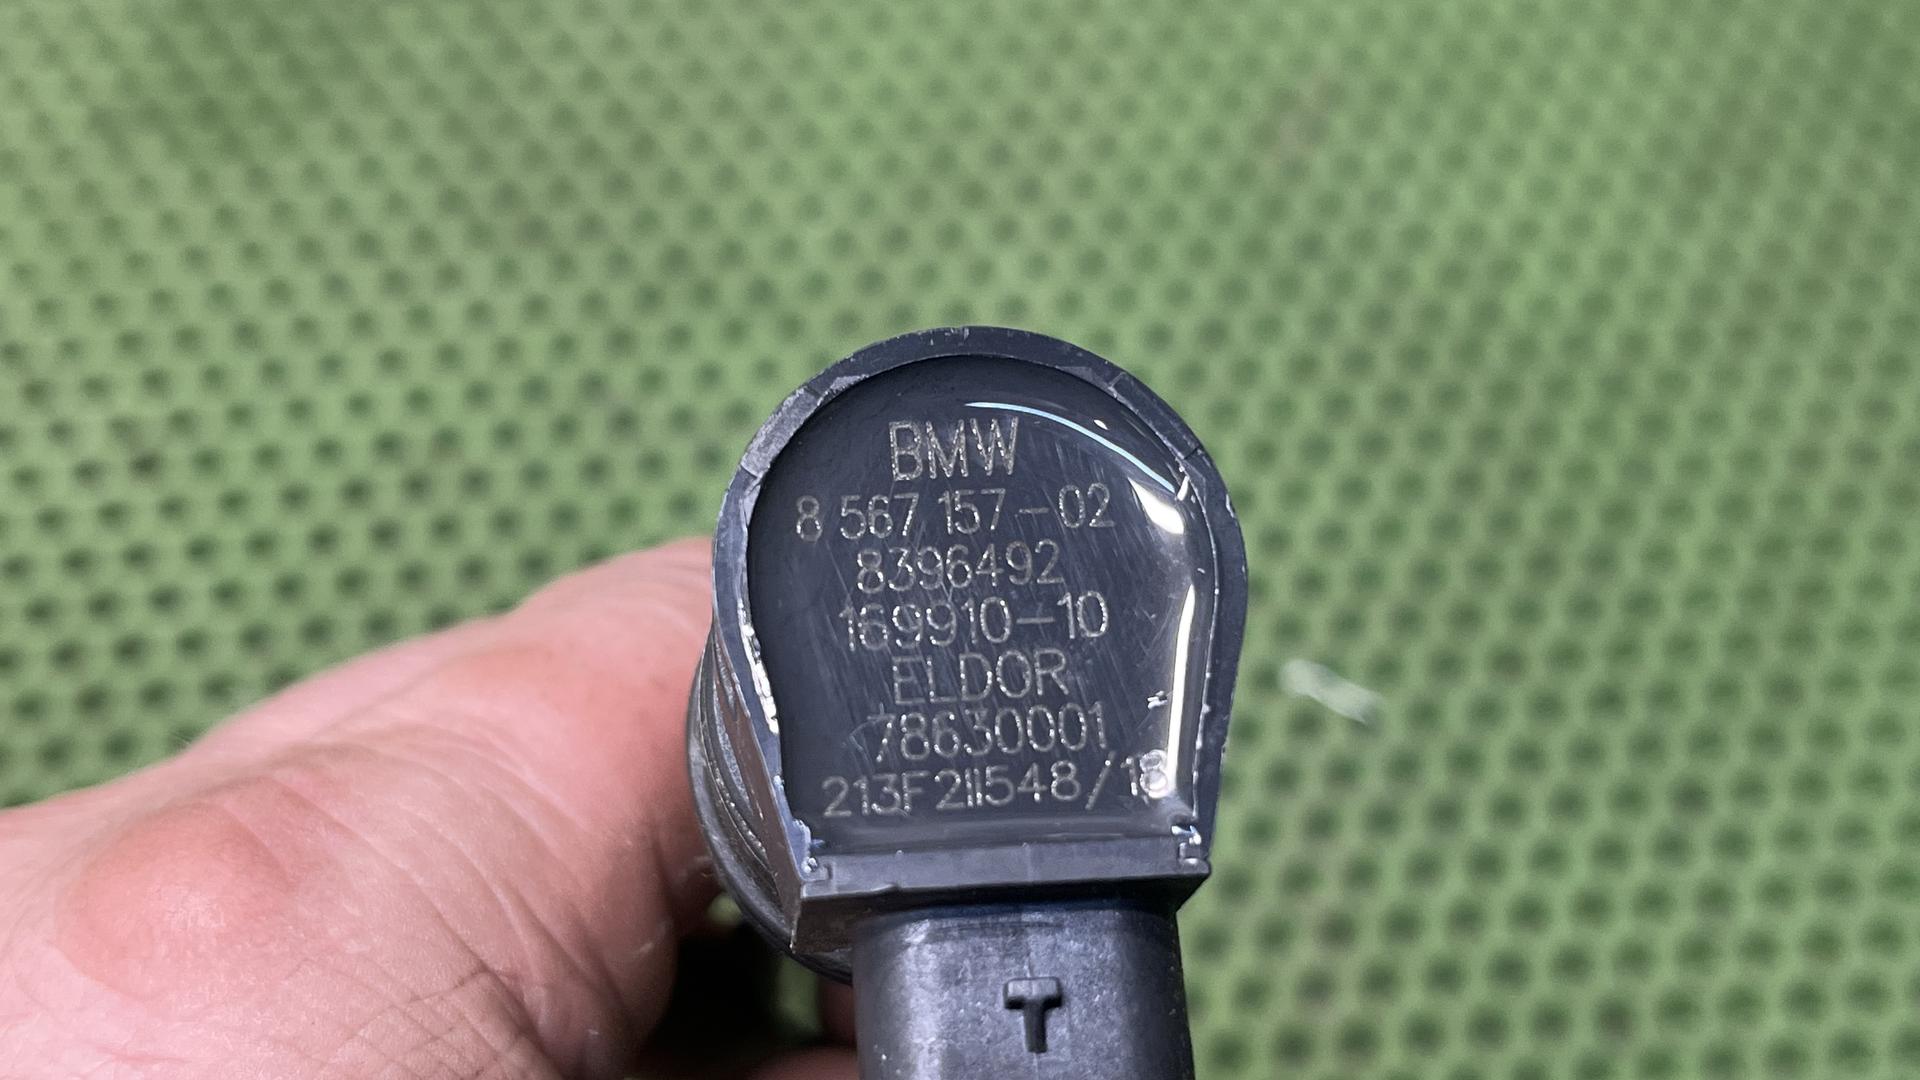 BMW
8 567 157-02
8396492
169910-10
ELDOR
78630001
213F211548/18
T